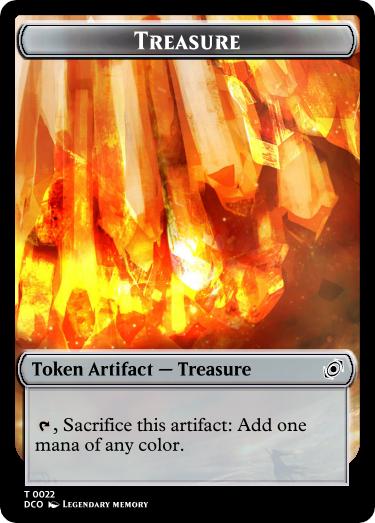 TREASURE
Token Artifact — Treasure
, Sacrifice this artifact: Add one
mana of any color.
T 0022
DCO LEGENDARY MEMORY